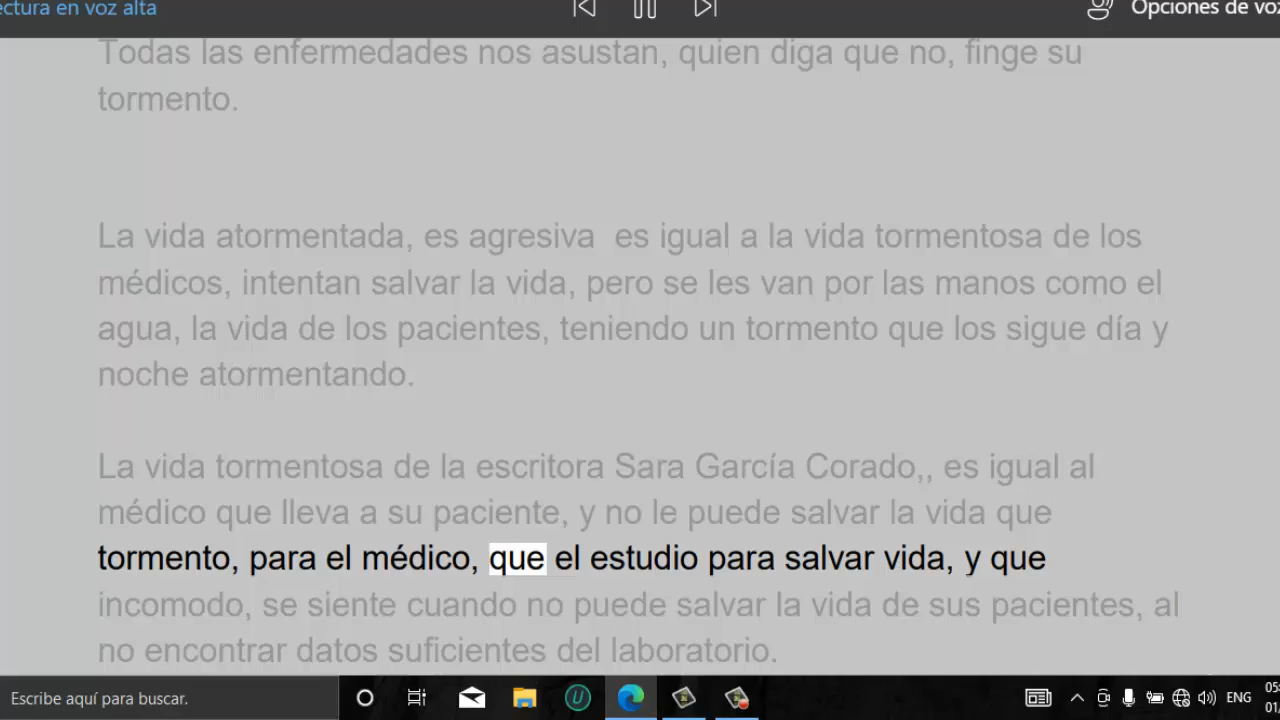 ectura en voz alta
Opciones de voz
Todas las enfermedades nos asustan, quien diga que no, finge su
tormento.
La vida atormentada, es agresiva  es igual a la vida tormentosa de los
médicos, intentan salvar la vida, pero se les van por las manos como el
agua, la vida de los pacientes, teniendo un tormento que los sigue día y
noche atormentando.
La vida tormentosa de la escritora Sara García Corado,, es igual al
médico que lleva a su paciente, y no le puede salvar la vida que
tormento, para el médico, que el estudio para salvar vida, y que
incomodo, se siente cuando no puede salvar la vida de sus pacientes, al
no encontrar datos suficientes del laboratorio.
Escribe aquí para buscar.
ENG
05:
01/